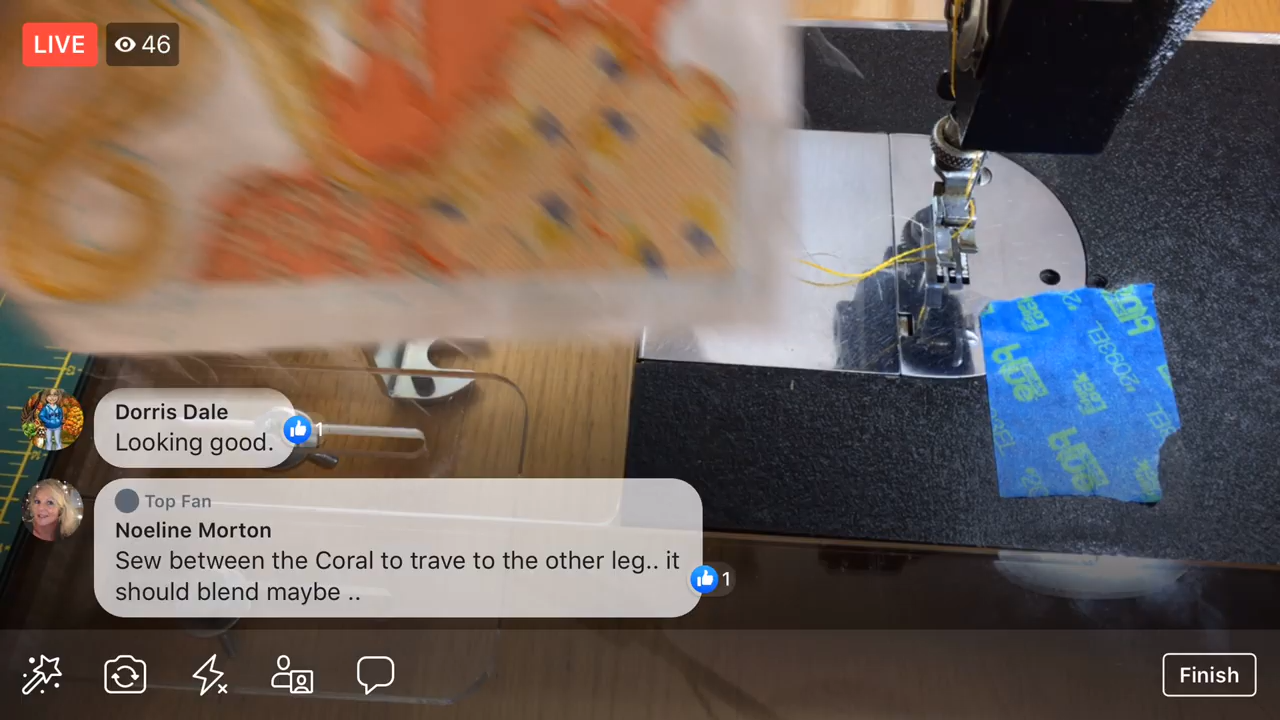 LIVE
46
Dorris Dale
Looking good.
1
Top Fan
Noeline Morton
Sew between the Coral to trave to the other leg.. it
should blend maybe ..
1
Finish